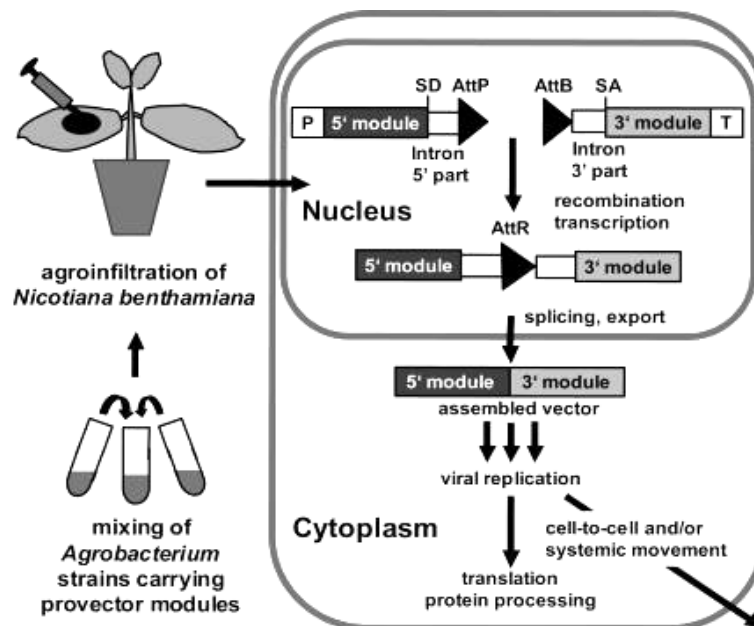 SD AttP AttB SA
P 5‘ module 3‘ module T
Intron
5’ part
Intron
3’ part
Nucleus
recombination
transcription
AttR
5‘ module 3‘ module
splicing, export
5‘ module 3‘ module
assembled vector
viral replication
Cytoplasm
cell-to-cell and/or
systemic movement
translation
protein processing
agroinfiltration of
Nicotiana benthamiana
mixing of
Agrobacterium
strains carrying
provector modules